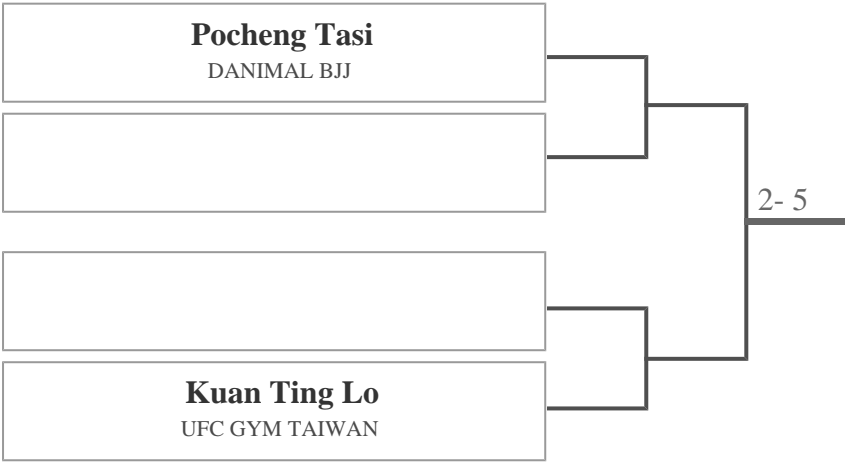 Pocheng Tasi
DANIMAL BJJ
2- 5
Kuan Ting Lo
UFC GYM TAIWAN